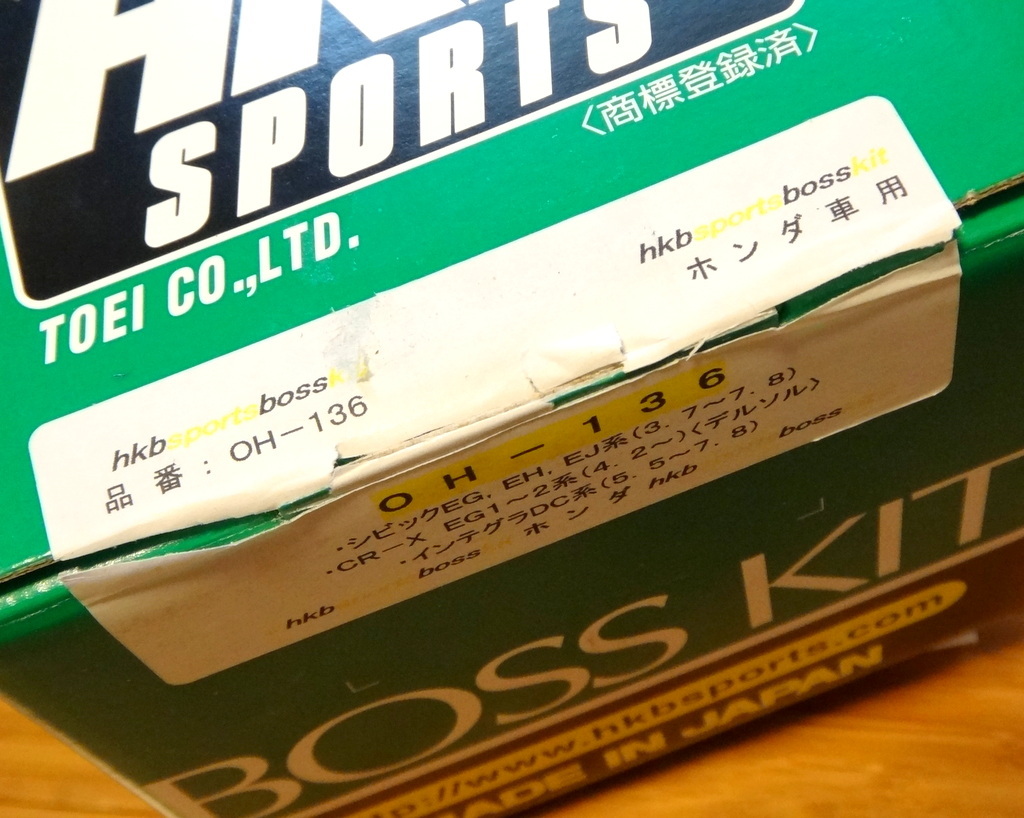 SPORTS
〈商標登録済〉
TOEI CO.,LTD.
hkbsportsbosskit
ホンダ車用
hkbsportsboss
品番：OH－136
OH－136
・シビックEG, EH, EJ系(3. 7～7. 8)
・CR－X EG1～2系(4. 2～)〈デルソル〉
・インテグラDC系(5. 5～7. 8)
hkb boss ホンダ hkb boss
BOSS KIT
http://www.hkbsports.com
MADE IN JAPAN